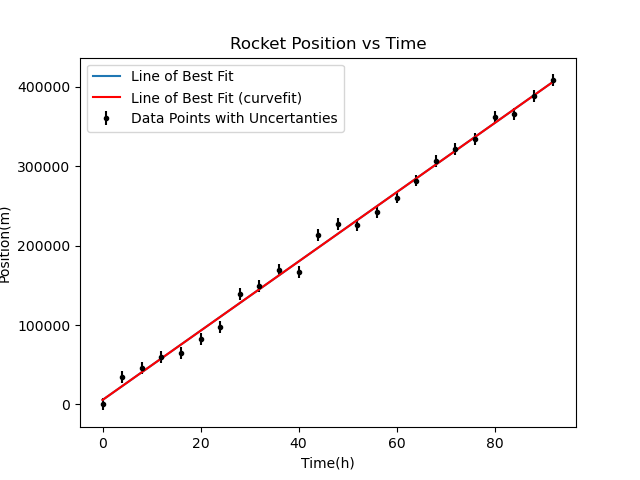 Rocket Position vs Time
Line of Best Fit
Line of Best Fit (curvefit)
Data Points with Uncertanties
400000
300000
200000
100000
0
Position(m)
0 20 40 60 80
Time(h)